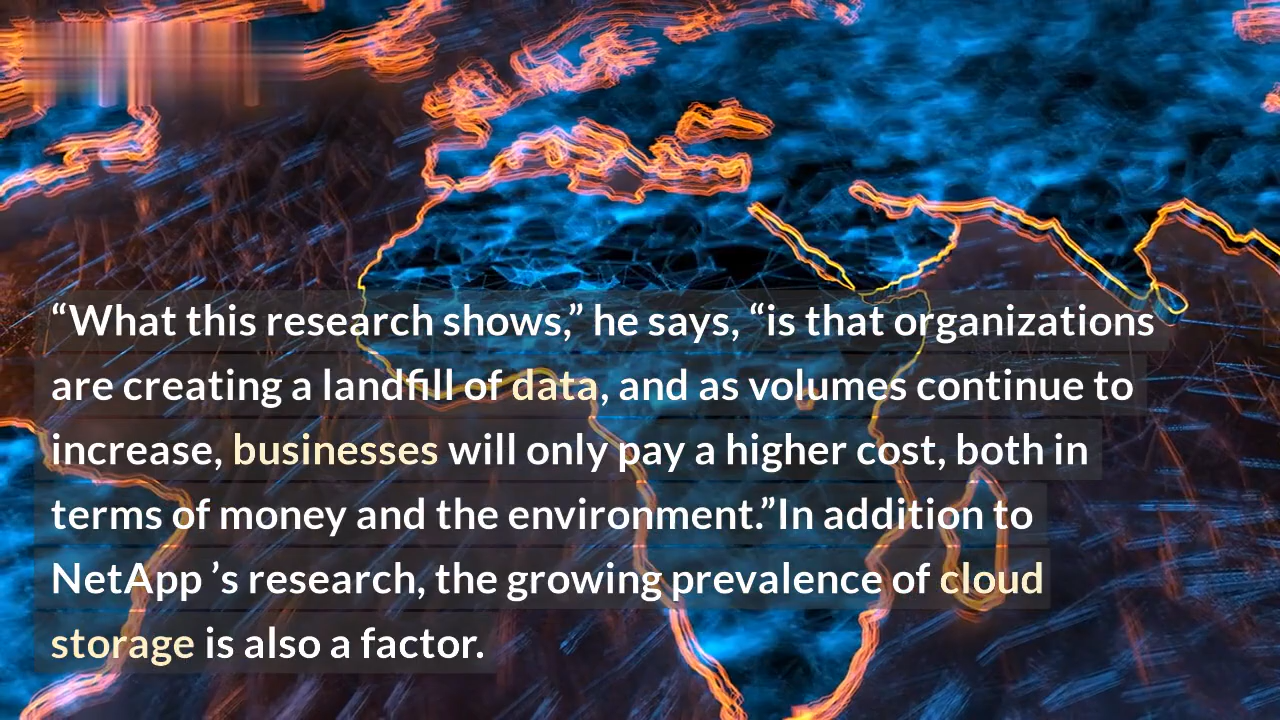 “What this research shows,” he says, “is that organizations
are creating a landfill of data, and as volumes continue to
increase, businesses will only pay a higher cost, both in
terms of money and the environment.”In addition to
NetApp ’s research, the growing prevalence of cloud
storage is also a factor.